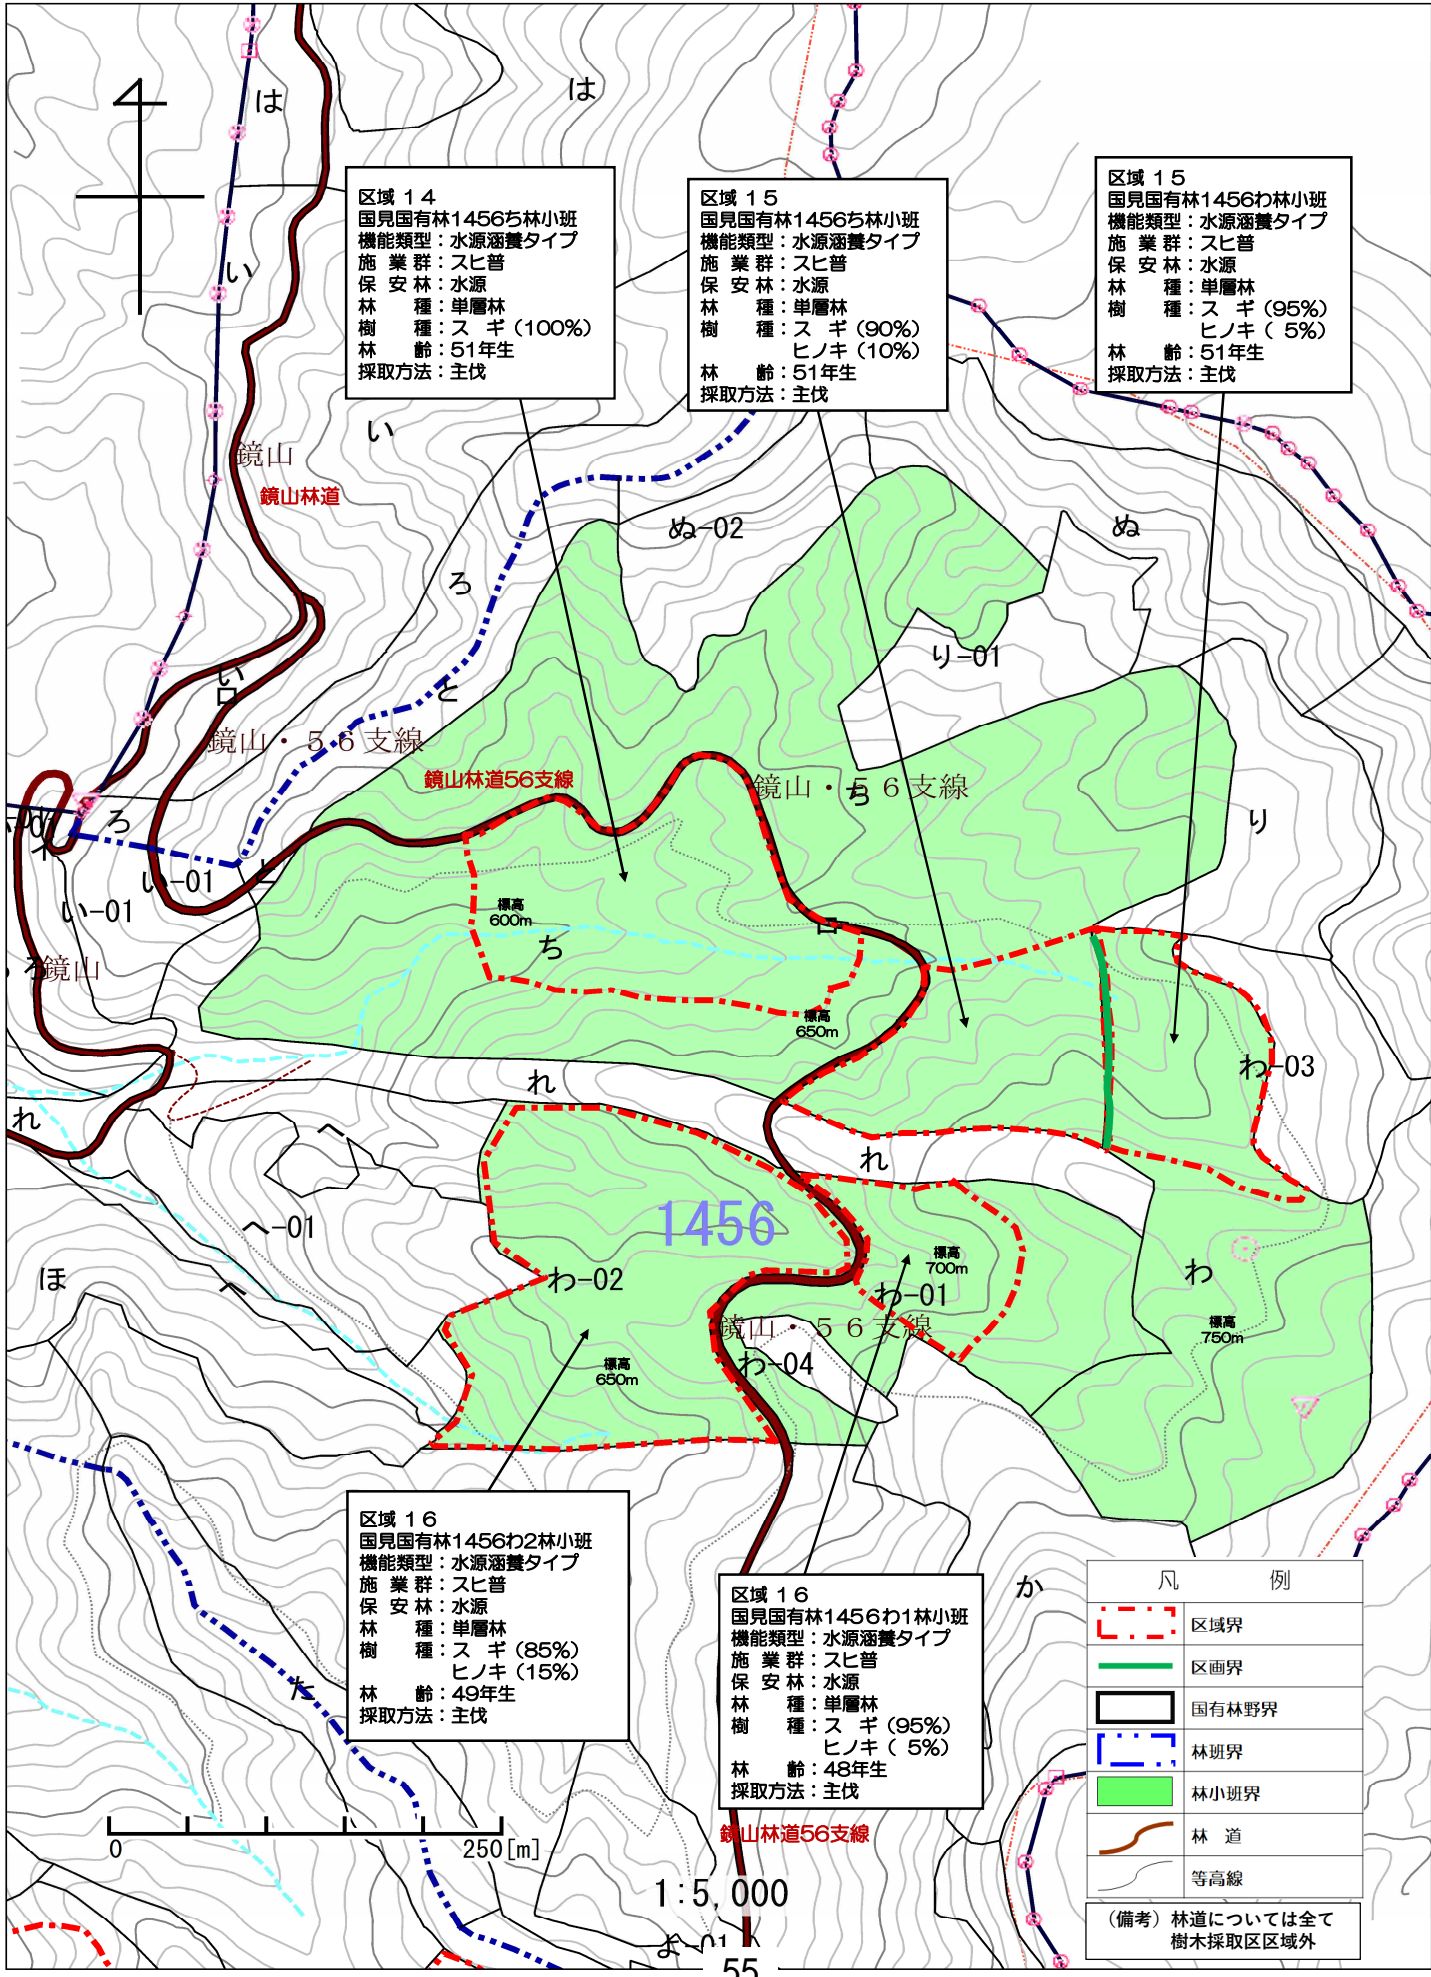 は
は
い
区域 14
国見国有林1456ち林小班
機能類型：水源涵養タイプ
施 業 群：スヒ普
保 安 林：水源
林　　種：単層林
樹　　種：ス　ギ（100%）
林　　齢：51年生
採取方法：主伐
区域 15
国見国有林1456ち林小班
機能類型：水源涵養タイプ
施 業 群：スヒ普
保 安 林：水源
林　　種：単層林
樹　　種：ス　ギ（90%）
ヒノキ（10%）
林　　齢：51年生
採取方法：主伐
区域 15
国見国有林1456わ林小班
機能類型：水源涵養タイプ
施 業 群：スヒ普
保 安 林：水源
林　　種：単層林
樹　　種：ス　ギ（95%）
ヒノキ（ 5%）
林　　齢：51年生
採取方法：主伐
い
鏡山
鏡山林道
ぬ-02
ぬ
ろ
り-01
と
い
ロ
鏡山・５６支線
鏡山林道56支線
鏡山・５６支線
ち
り
ろ
イ
と
い-01
い-01
標高
600m
ち
ロ
ろ
鏡山
標高
650m
わ-03
れ
れ
へ
れ
へ-01
1456
標高
700m
わ
ほ
へ
わ-02
わ-01
鏡山・５６支線
標高
750m
わ-04
標高
650m
区域 16
国見国有林1456わ2林小班
機能類型：水源涵養タイプ
施 業 群：スヒ普
保 安 林：水源
林　　種：単層林
樹　　種：ス　ギ（85%）
ヒノキ（15%）
林　　齢：49年生
採取方法：主伐
区域 16
国見国有林1456わ1林小班
機能類型：水源涵養タイプ
施 業 群：スヒ普
保 安 林：水源
林　　種：単層林
樹　　種：ス　ギ（95%）
ヒノキ（ 5%）
林　　齢：48年生
採取方法：主伐
か
た
凡　例
区域界
区画界
国有林野界
林班界
林小班界
林　道
等高線
（備考）林道については全て
樹木採取区区域外
0
250[m]
鏡山林道56支線
1:5,000
よ-01
55